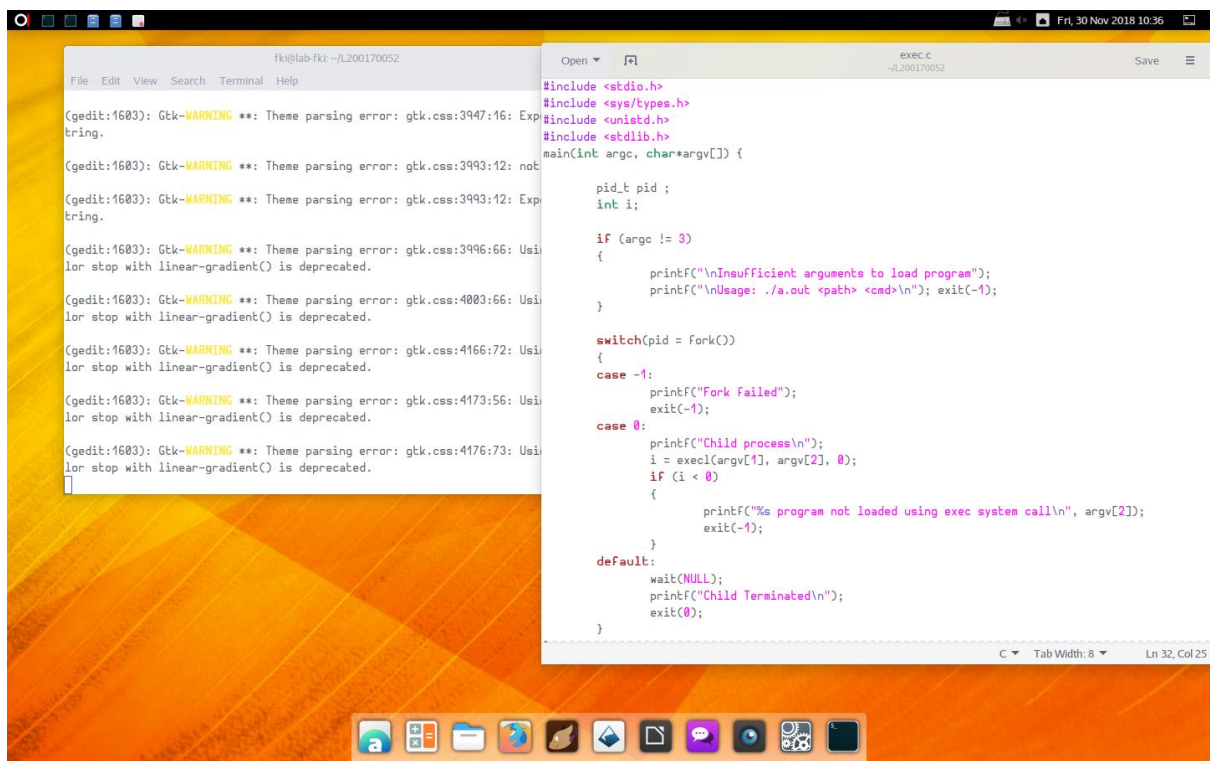 Fri, 30 Nov 2018 10:36
fki@lab-fki: ~/L200170052
File Edit View Search Terminal Help
(gedit:1603): Gtk-WARNING **: Theme parsing error: gtk.css:3947:16: Exp
tring.
(gedit:1603): Gtk-WARNING **: Theme parsing error: gtk.css:3993:12: not
(gedit:1603): Gtk-WARNING **: Theme parsing error: gtk.css:3993:12: Exp
tring.
(gedit:1603): Gtk-WARNING **: Theme parsing error: gtk.css:3996:66: Usi
lor stop with linear-gradient() is deprecated.
(gedit:1603): Gtk-WARNING **: Theme parsing error: gtk.css:4003:66: Usi
lor stop with linear-gradient() is deprecated.
(gedit:1603): Gtk-WARNING **: Theme parsing error: gtk.css:4166:72: Usi
lor stop with linear-gradient() is deprecated.
(gedit:1603): Gtk-WARNING **: Theme parsing error: gtk.css:4173:56: Usi
lor stop with linear-gradient() is deprecated.
(gedit:1603): Gtk-WARNING **: Theme parsing error: gtk.css:4176:73: Usi
lor stop with linear-gradient() is deprecated.
Open exec.c Save
~/L200170052
#include <stdio.h>
#include <sys/types.h>
#include <unistd.h>
#include <stdlib.h>
main(int argc, char*argv[]) {
pid_t pid ;
int i;
if (argc != 3)
{
printf("\nInsufficient arguments to load program");
printf("\nUsage: ./a.out <path> <cmd>\n"); exit(-1);
}
switch(pid = fork())
{
case -1:
printf("Fork failed");
exit(-1);
case 0:
printf("Child process\n");
i = execl(argv[1], argv[2], 0);
if (i < 0)
{
printf("%s program not loaded using exec system call\n", argv[2]);
exit(-1);
}
default:
wait(NULL);
printf("Child Terminated\n");
exit(0);
}
C Tab Width: 8 Ln 32, Col 25
a